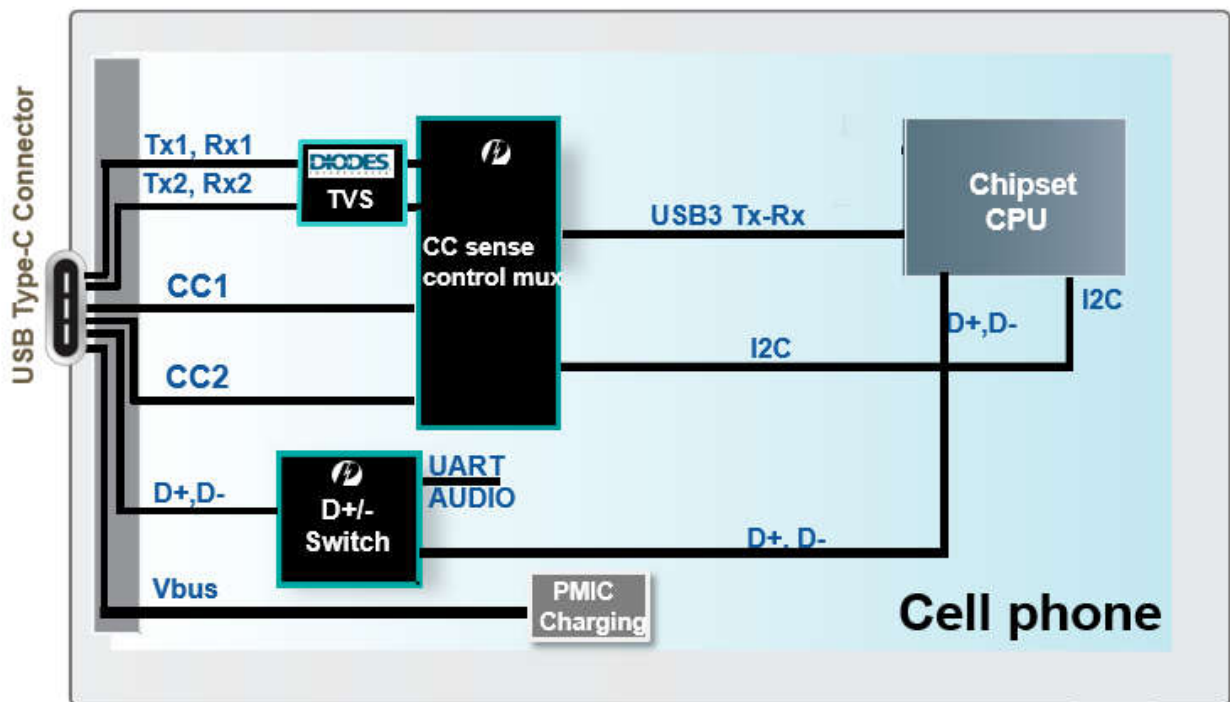 USB Type-C Connector
Tx1, Rx1
Tx2, Rx2
DIODES
TVS
CC sense
control mux
CC1
CC2
USB3 Tx-Rx
Chipset
CPU
I2C
D+,D-
I2C
D+,D-
D+/-
Switch
UART
AUDIO
D+. D-
Vbus
PMIC
Charging
Cell phone